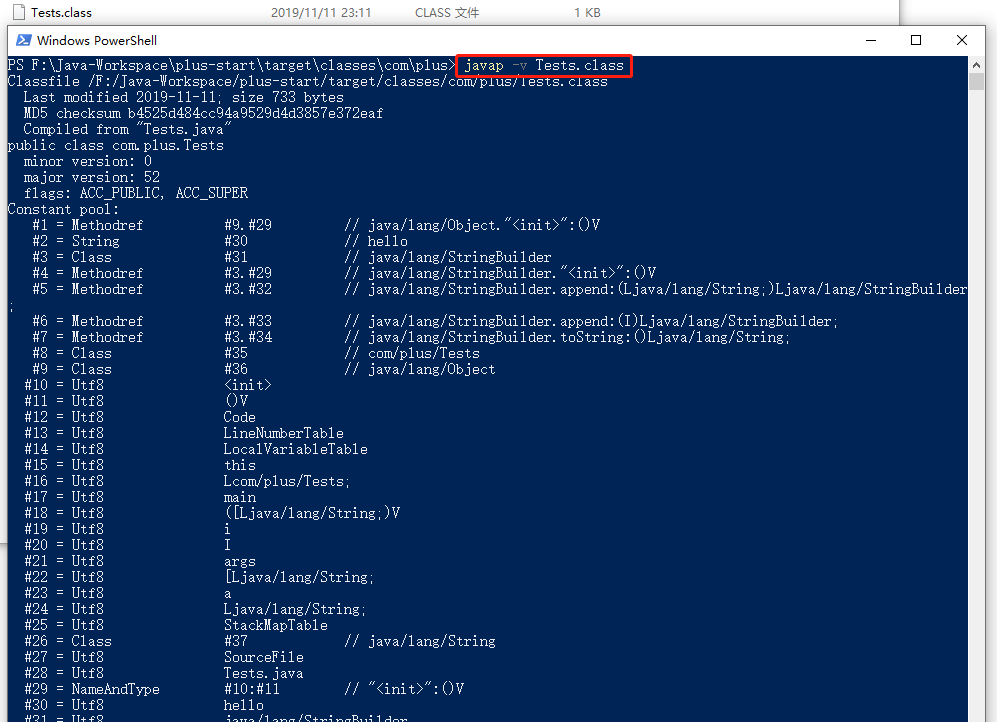 Tests.class 2019/11/11 23:11 CLASS 文件 1 KB
Windows PowerShell
PS F:\Java-Workspace\plus-start\target\classes\com\plus> javap -v Tests.class
Classfile /F:/Java-Workspace/plus-start/target/classes/com/plus/Tests.class
  Last modified 2019-11-11; size 733 bytes
  MD5 checksum b4525d484cc94a9529d4d3857e372eaf
  Compiled from "Tests.java"
public class com.plus.Tests
  minor version: 0
  major version: 52
  flags: ACC_PUBLIC, ACC_SUPER
Constant pool:
   #1 = Methodref          #9.#29         // java/lang/Object."<init>":()V
   #2 = String             #30            // hello
   #3 = Class              #31            // java/lang/StringBuilder
   #4 = Methodref          #3.#29         // java/lang/StringBuilder."<init>":()V
   #5 = Methodref          #3.#32         // java/lang/StringBuilder.append:(Ljava/lang/String;)Ljava/lang/StringBuilder
;
   #6 = Methodref          #3.#33         // java/lang/StringBuilder.append:(I)Ljava/lang/StringBuilder;
   #7 = Methodref          #3.#34         // java/lang/StringBuilder.toString:()Ljava/lang/String;
   #8 = Class              #35            // com/plus/Tests
   #9 = Class              #36            // java/lang/Object
  #10 = Utf8               <init>
  #11 = Utf8               ()V
  #12 = Utf8               Code
  #13 = Utf8               LineNumberTable
  #14 = Utf8               LocalVariableTable
  #15 = Utf8               this
  #16 = Utf8               Lcom/plus/Tests;
  #17 = Utf8               main
  #18 = Utf8               ([Ljava/lang/String;)V
  #19 = Utf8               i
  #20 = Utf8               I
  #21 = Utf8               args
  #22 = Utf8               [Ljava/lang/String;
  #23 = Utf8               a
  #24 = Utf8               Ljava/lang/String;
  #25 = Utf8               StackMapTable
  #26 = Class              #37            // java/lang/String
  #27 = Utf8               SourceFile
  #28 = Utf8               Tests.java
  #29 = NameAndType        #10:#11        // "<init>":()V
  #30 = Utf8               hello
  #31 = Utf8               java/lang/StringBuilder